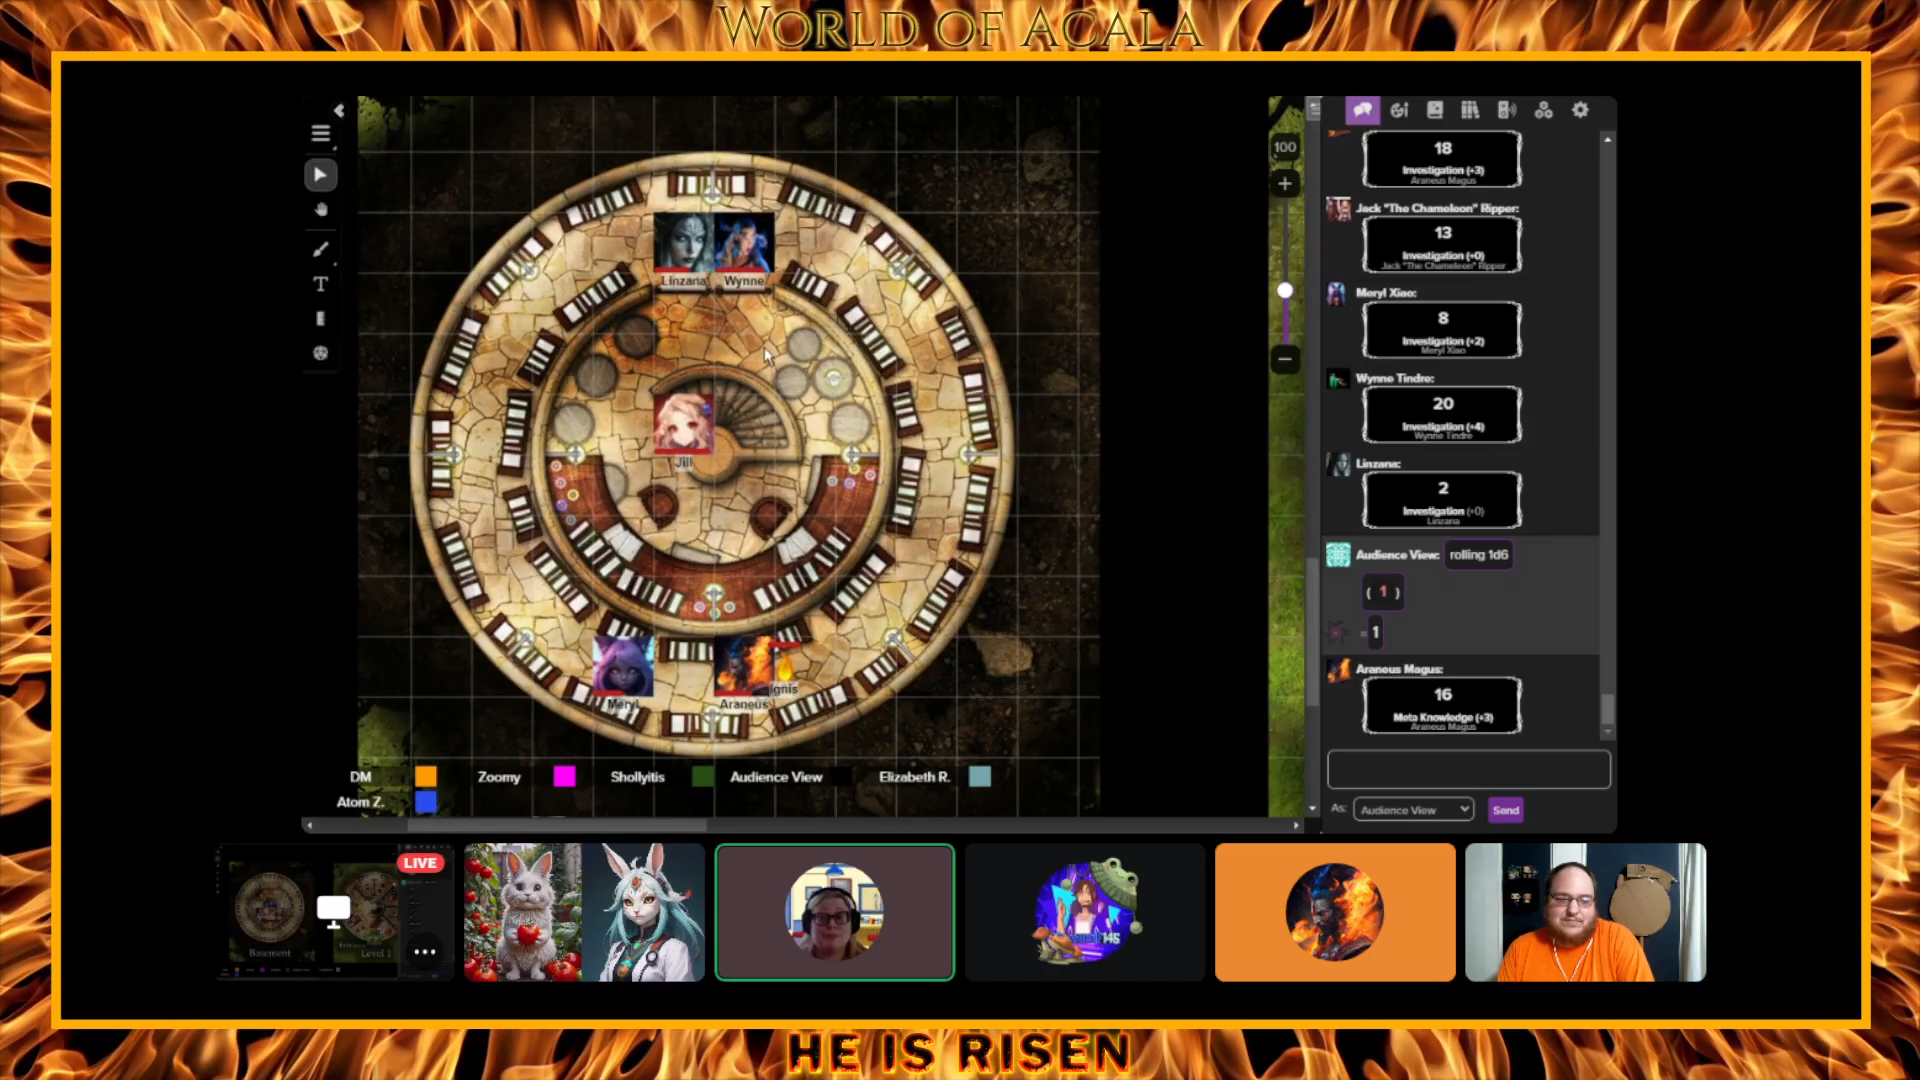 WORLD OF ACALA
100
18
Investigation (+3)
Araneus Magus
Jack "The Chameleon" Ripper:
13
Investigation (+0)
Jack "The Chameleon" Ripper
Meryl Xiao:
8
Investigation (+2)
Meryl Xiao
Wynne Tindre:
20
Investigation (+4)
Wynne Tindre
Linzana:
2
Investigation (+0)
Linzana
Audience View: rolling 1d6
( 1 )
=1
Araneus Magus:
16
Meta Knowledge (+3)
Araneus Magus
As: Audience View Send
Linzana Wynne
Jill
Ignis
Meryl Araneus
DM Zoomy Shollyitis Audience View Elizabeth R.
Atom Z.
LIVE
Basement
Level 1
145
HE IS RISEN